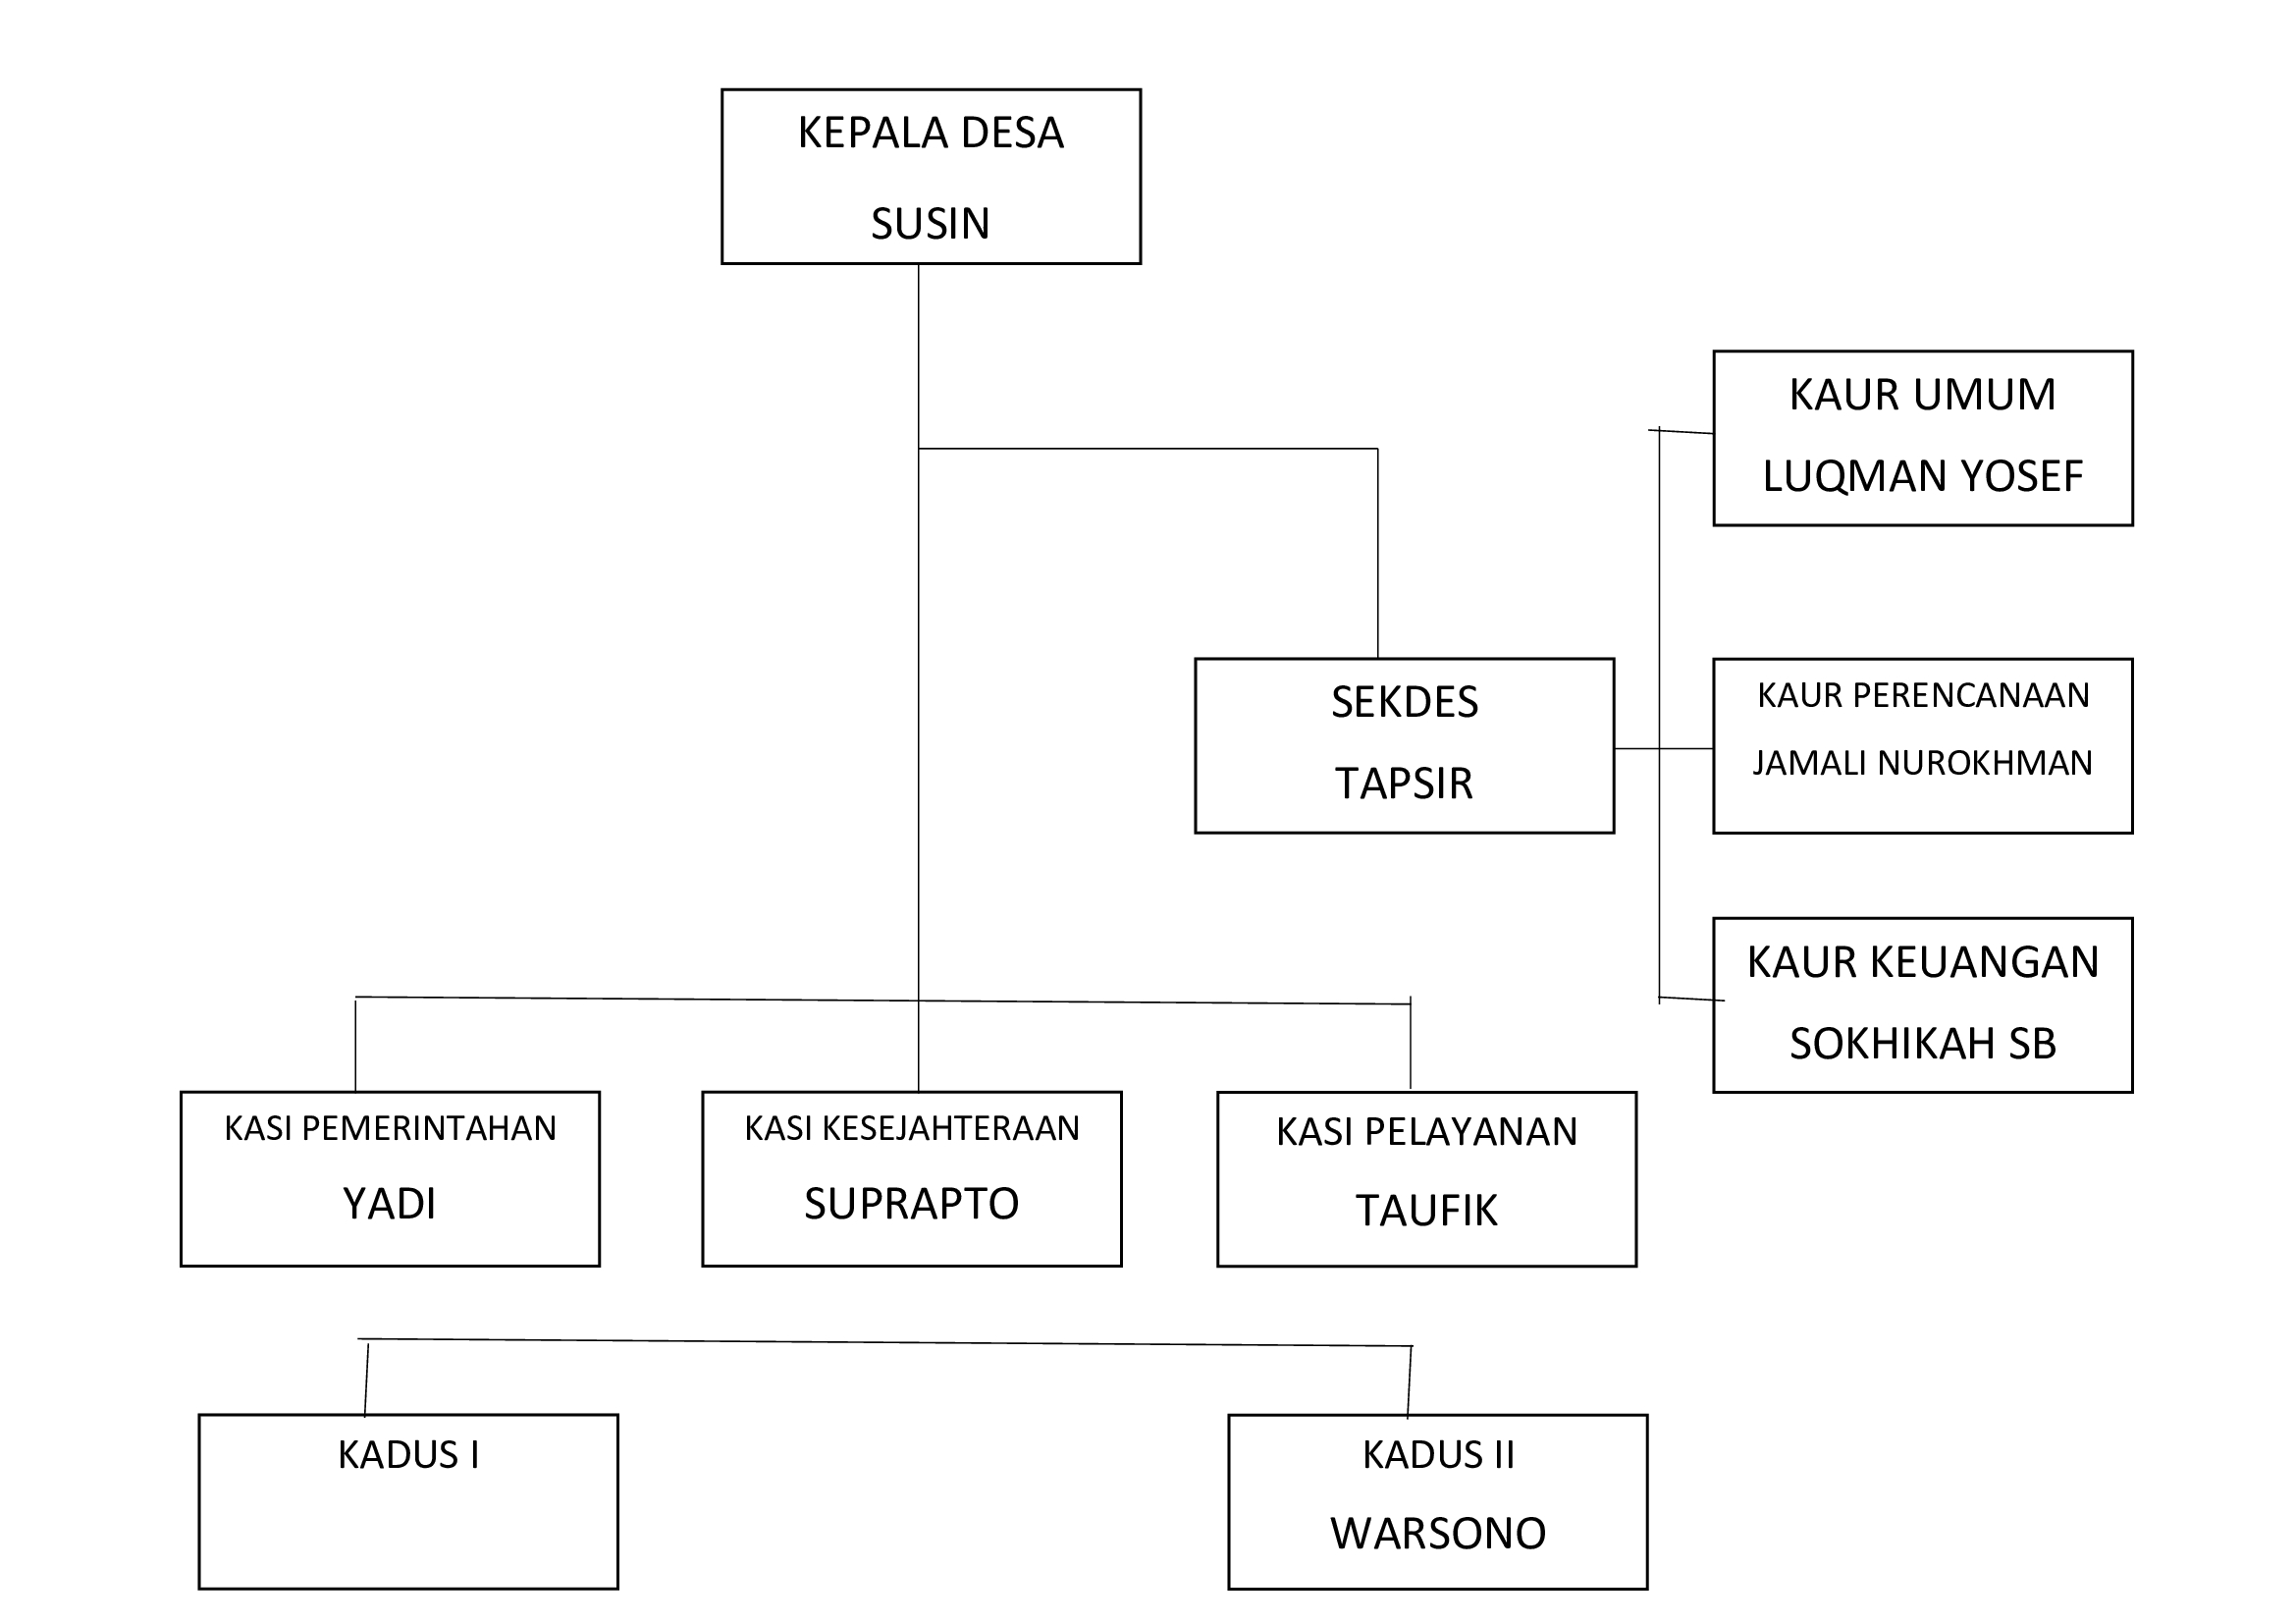 KEPALA DESA
SUSIN
KAUR UMUM
LUQMAN YOSEF
SEKDES
TAPSIR
KAUR PERENCANAAN
JAMALI NUROKHMAN
KAUR KEUANGAN
SOKHIKAH SB
KASI PEMERINTAHAN
YADI
KASI KESEJAHTERAAN
SUPRAPTO
KASI PELAYANAN
TAUFIK
KADUS I
KADUS II
WARSONO